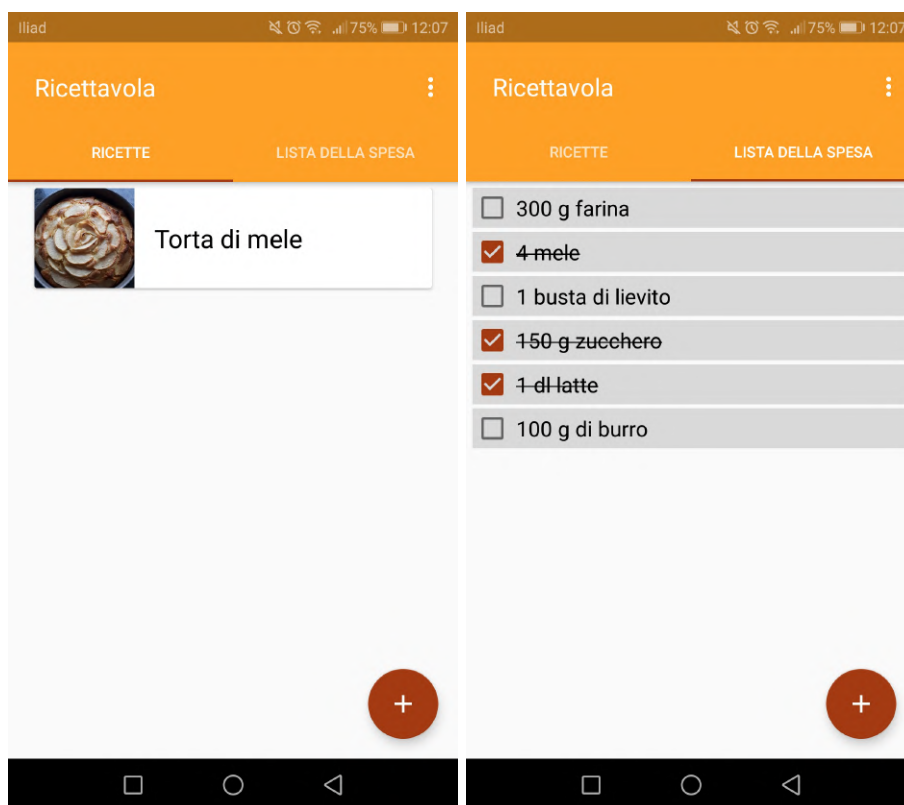 Iliad 75% 12:07
Ricettavola
RICETTE LISTA DELLA SPESA
Torta di mele
Iliad 75% 12:07
Ricettavola
RICETTE LISTA DELLA SPESA
300 g farina
4 mele
1 busta di lievito
150 g zucchero
1 dl latte
100 g di burro